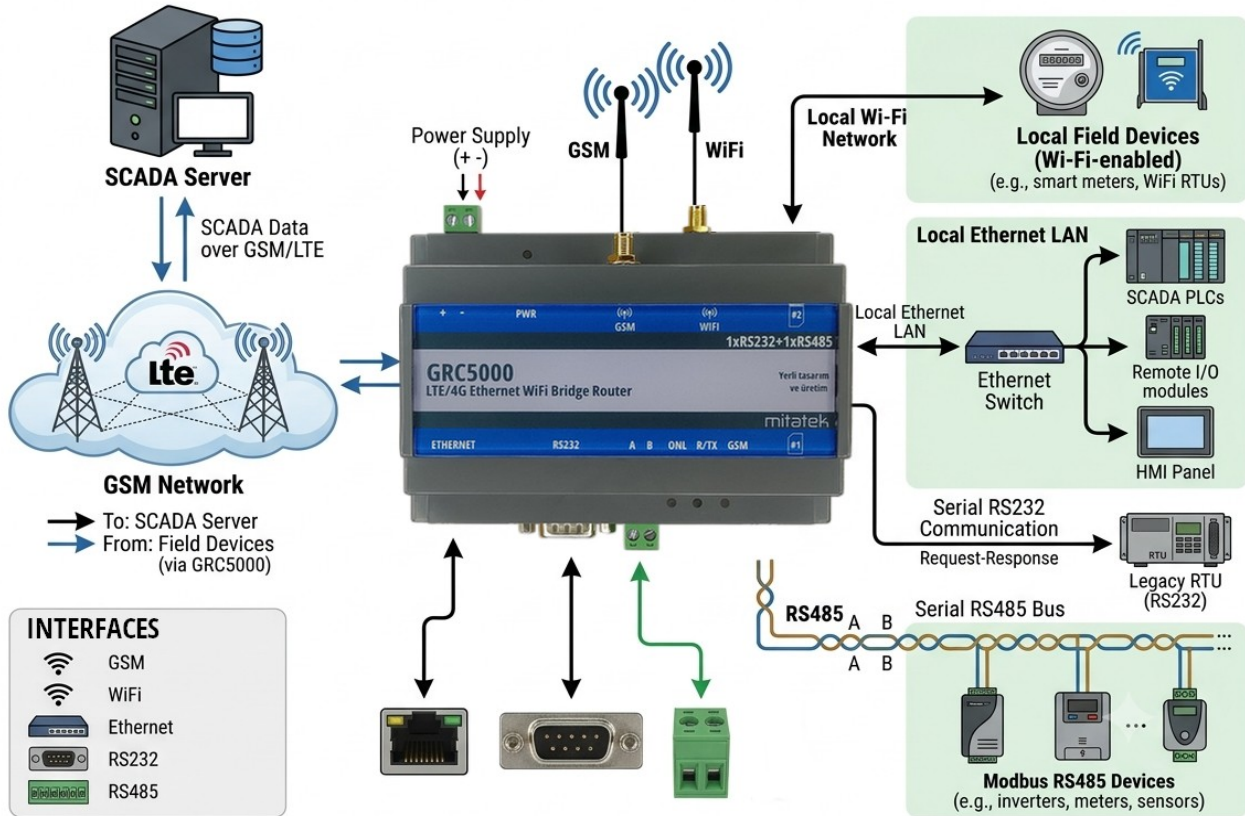 SCADA Server
SCADA Data
over GSM/LTE
Lte
GSM Network
To: SCADA Server
From: Field Devices
(via GRC5000)
INTERFACES
GSM
WiFi
Ethernet
RS232
RS485
Power Supply
(+ -)
GSM
WiFi
+ - PWR GSM WIFI #2
1xRS232+1xRS485
GRC5000
LTE/4G Ethernet WiFi Bridge Router
Yerli tasarım
ve üretim
mitatek
ETHERNET RS232 A B ONL R/TX GSM #1
Local Wi-Fi
Network
Local Field Devices
(Wi-Fi-enabled)
(e.g., smart meters, WiFi RTUs)
Local Ethernet LAN
Local Ethernet
LAN
Ethernet
Switch
SCADA PLCs
Remote I/O
modules
HMI Panel
Serial RS232
Communication
Request-Response
RTU
Legacy RTU
(RS232)
RS485
A B
A B
Serial RS485 Bus
...
...
Modbus RS485 Devices
(e.g., inverters, meters, sensors)